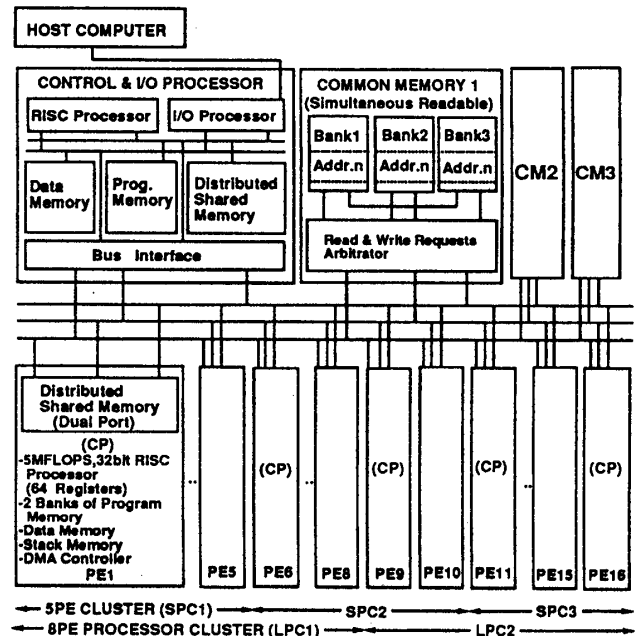 HOST COMPUTER
CONTROL & I/O PROCESSOR
RISC Processor
I/O Processor
Data
Memory
Prog.
Memory
Distributed
Shared
Memory
Bus Interface
COMMON MEMORY 1
(Simultaneous Readable)
Bank1
Bank2
Bank3
Addr.n
Addr.n
Addr.n
Read & Write Requests
Arbitrator
CM2
CM3
Distributed
Shared Memory
(Dual Port)
(CP)
-5MFLOPS,32bit RISC
Processor
(64 Registers)
-2 Banks of Program
Memory
-Data Memory
-Stack Memory
-DMA Controller
PE1
..
PE5
(CP)
PE6
..
PE8
(CP)
PE9
PE10
(CP)
PE11
..
PE15
(CP)
PE16
5PE CLUSTER (SPC1)
SPC2
SPC3
8PE PROCESSOR CLUSTER (LPC1)
LPC2